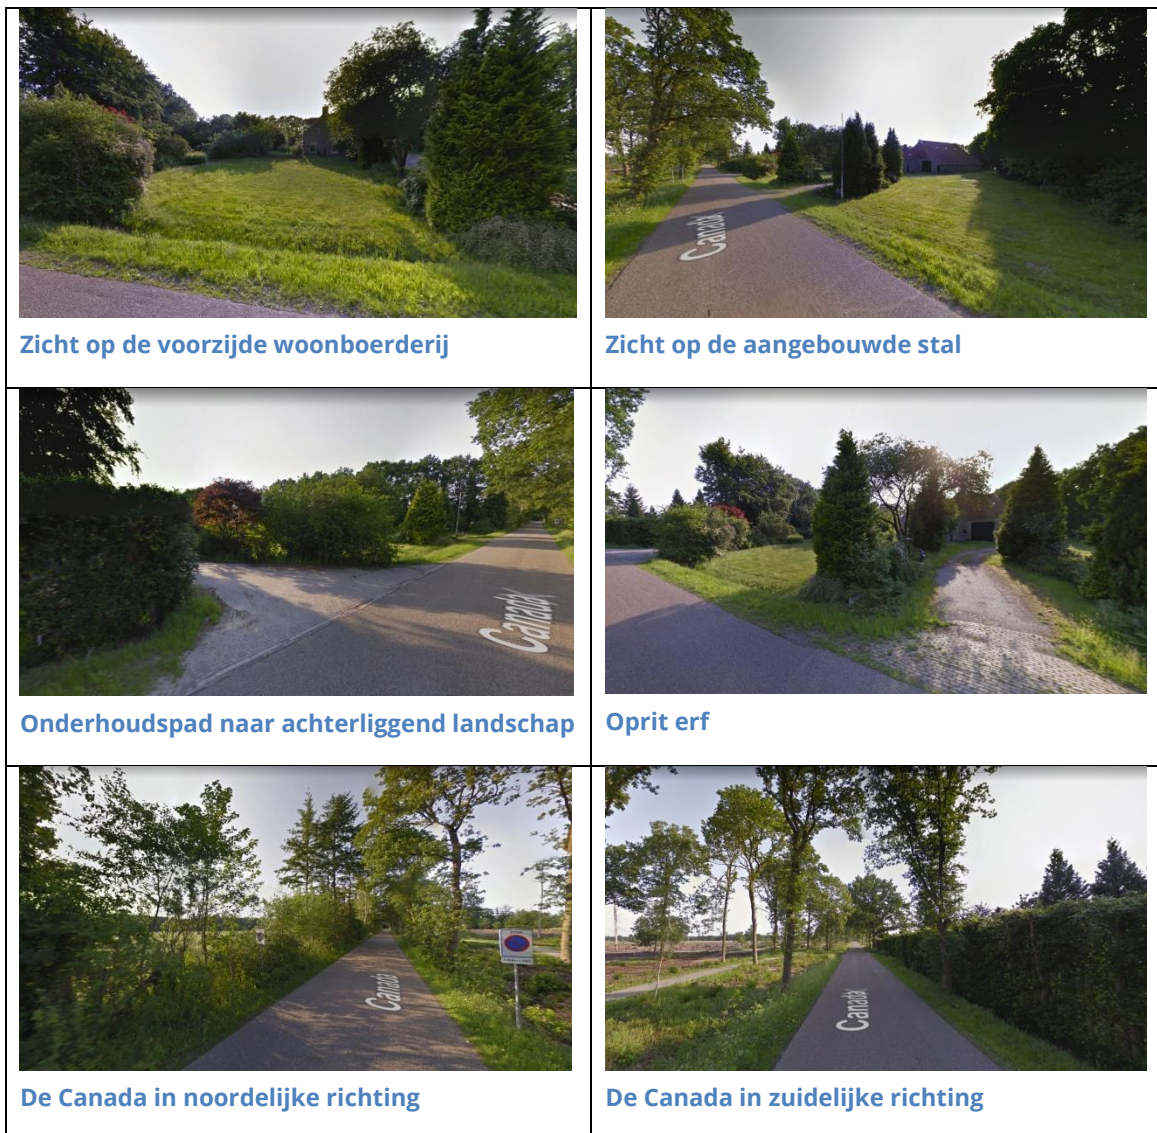 Canada
Zicht op de voorzijde woonboerderij
Zicht op de aangebouwde stal
Canada
Onderhoudspad naar achterliggend landschap
Oprit erf
Canada
Canada
De Canada in noordelijke richting
De Canada in zuidelijke richting